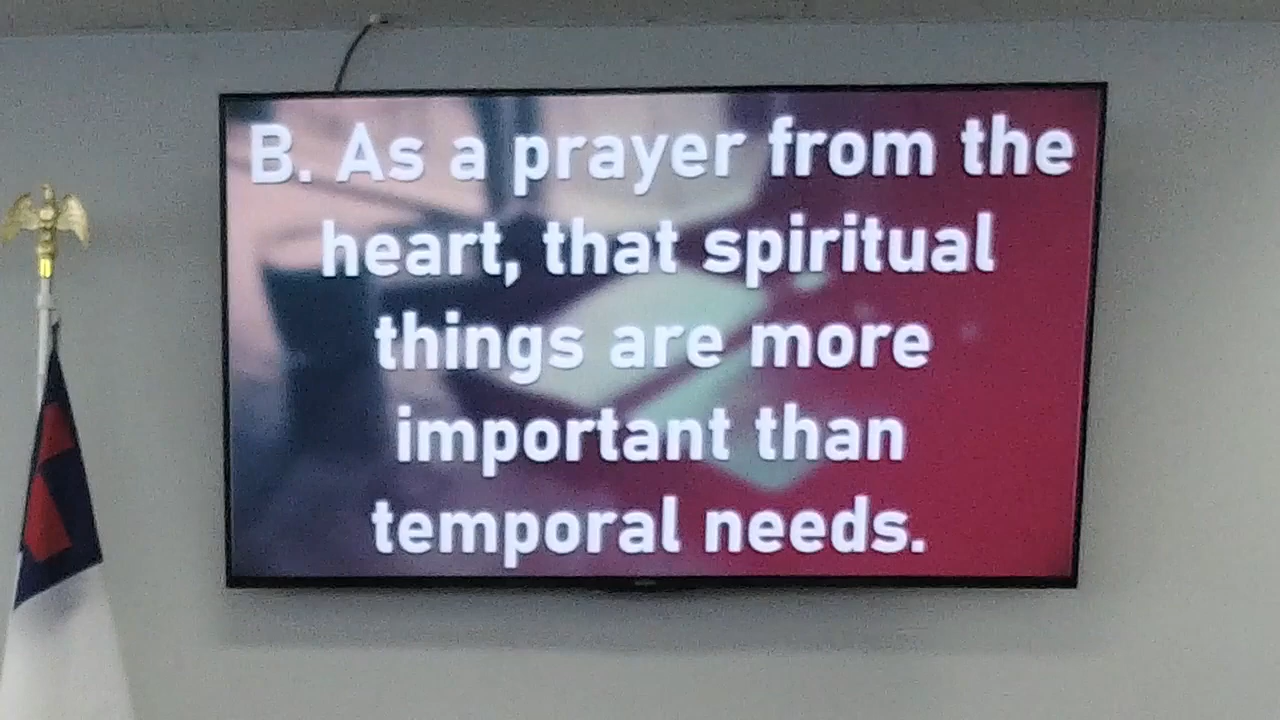 B. As a prayer from the
heart, that spiritual
things are more
important than
temporal needs.